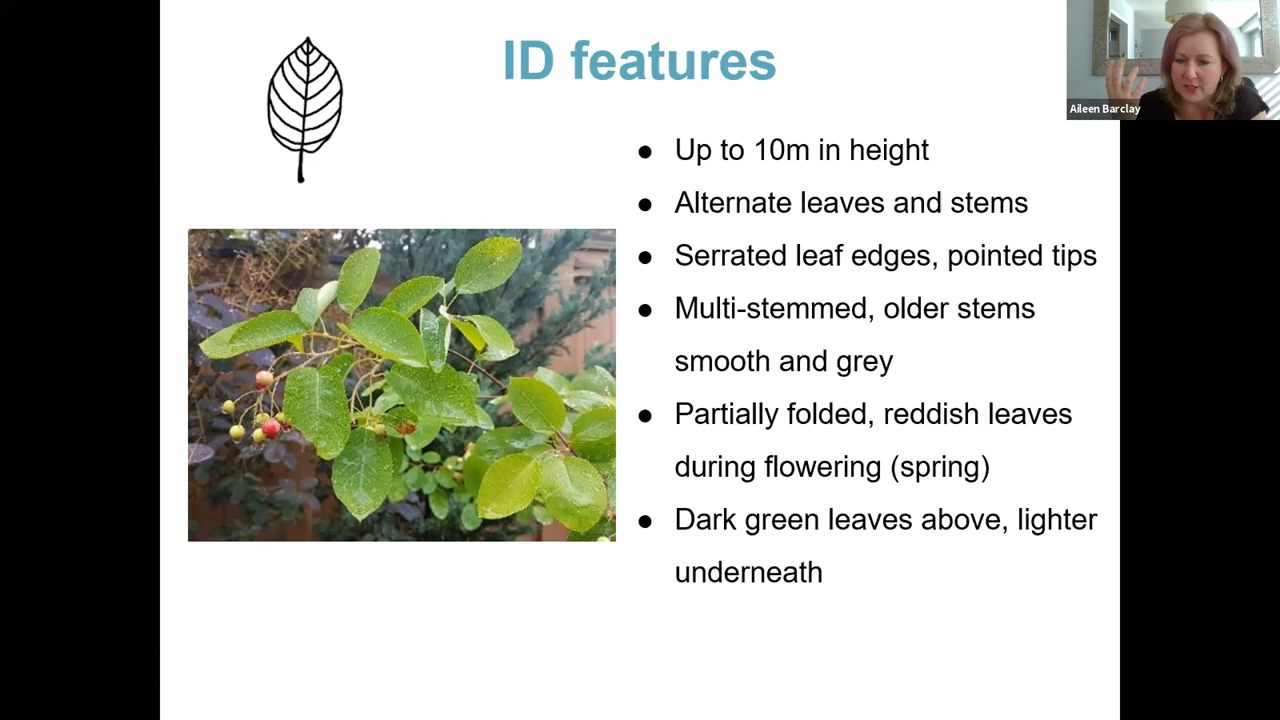 ID features
Aileen Barclay
● Up to 10m in height
● Alternate leaves and stems
● Serrated leaf edges, pointed tips
● Multi-stemmed, older stems
smooth and grey
● Partially folded, reddish leaves
during flowering (spring)
● Dark green leaves above, lighter
underneath